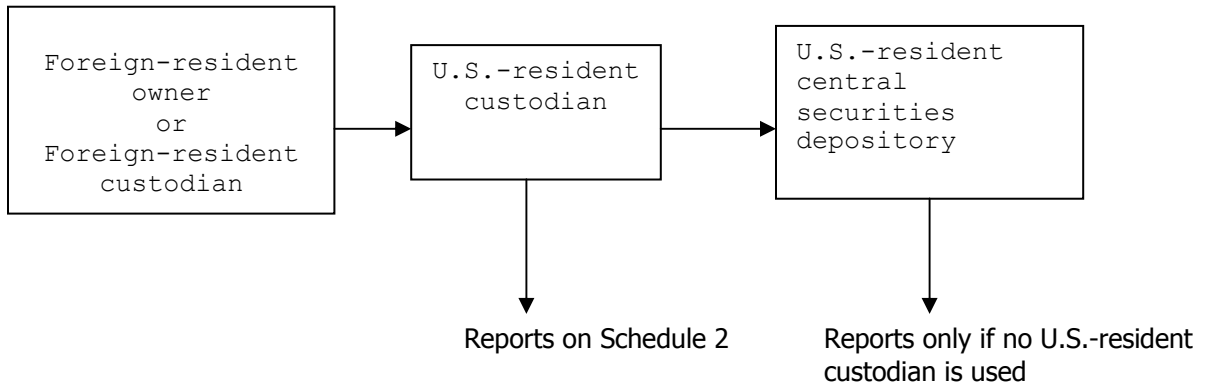 Foreign-resident
owner
or
Foreign-resident
custodian
U.S.-resident
custodian
U.S.-resident
central
securities
depository
Reports on Schedule 2
Reports only if no U.S.-resident
custodian is used